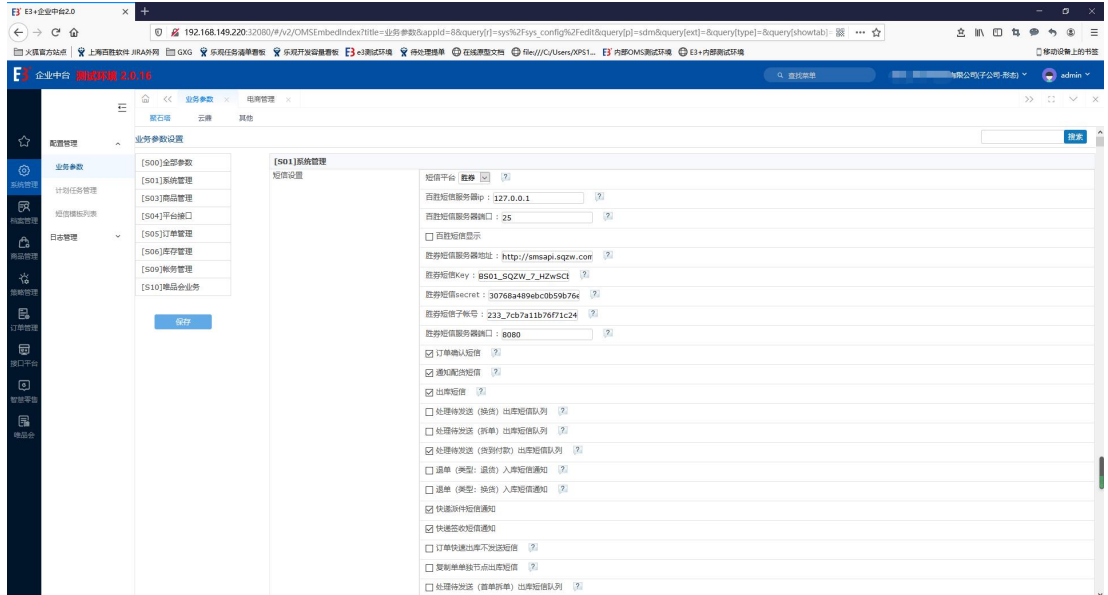 E3+企业中台2.0
192.168.149.220:32080/#/v2/OMSEmbedIndex?title=业务参数&appId=8&query[r]=sys%2Fsys_config%2Fedit&query[p]=sdm&query[ext]=&query[type]=&query[showtab]=
火狐官方站点 上海百胜软件 JIRA外网 GXG 乐观任务清单看板 乐观开发容量看板 e3测试环境 待处理操单 在线原型文档 file:///C:/Users/XPS1... 内部OMS测试环境 E3+内部测试环境 移动设备上的书签
E3 企业中台 测试环境 2.0.16 查找菜单 有限公司(子公司-形态) admin
业务参数 电商管理
蒙石墙 云睡 其他
业务参数设置 搜索
系统管理
档案管理
商品管理
策略管理
订单管理
接口平台
智慧零售
唯品会
配置管理
业务参数
计划任务管理
短信模板列表
日志管理
[S00]全部参数
[S01]系统管理
[S03]商品管理
[S04]平台接口
[S05]订单管理
[S06]库存管理
[S09]帐务管理
[S10]唯品会业务
保存
[S01]系统管理
短信设置
短信平台 胜券 ?
百胜短信服务器ip : 127.0.0.1 ?
百胜短信服务器端口 : 25 ?
百胜短信显示
胜券短信服务器地址 : http://smsapi.sqzw.com ?
胜券短信Key : BS01_SQZW_7_HZwSCE ?
胜券短信secret : 30768a489ebc0b59b76e ?
胜券短信子帐号 : 233_7cb7a11b76f71c24 ?
胜券短信服务器端口 : 8080 ?
订单确认短信 ?
通知配货短信 ?
出库短信 ?
处理待发送（换货）出库短信队列 ?
处理待发送（拆单）出库短信队列 ?
处理待发送（货到付款）出库短信队列 ?
退单（类型：退货）入库短信通知 ?
退单（类型：换货）入库短信通知 ?
快递派件短信通知
快递签收短信通知
订单快速出库不发送短信 ?
复制单单独节点出库短信 ?
处理待发送（首单拆单）出库短信队列 ?